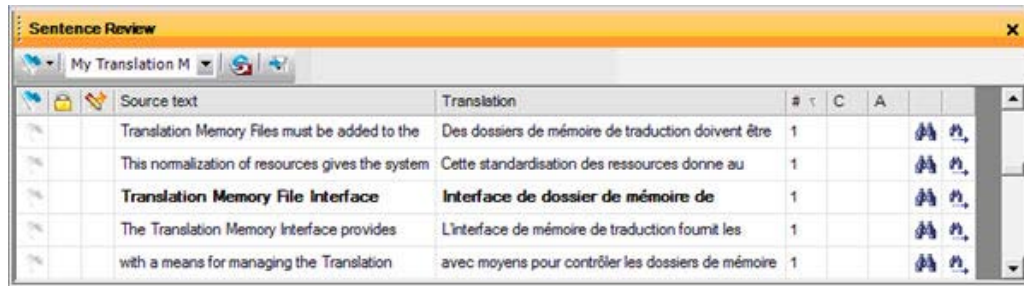 Sentence Review
My Translation M
Source text Translation # C A
Translation Memory Files must be added to the Des dossiers de mémoire de traduction doivent être 1
This normalization of resources gives the system Cette standardisation des ressources donne au 1
Translation Memory File Interface Interface de dossier de mémoire de 1
The Translation Memory Interface provides L'interface de mémoire de traduction fournit les 1
with a means for managing the Translation avec moyens pour contrôler les dossiers de mémoire 1